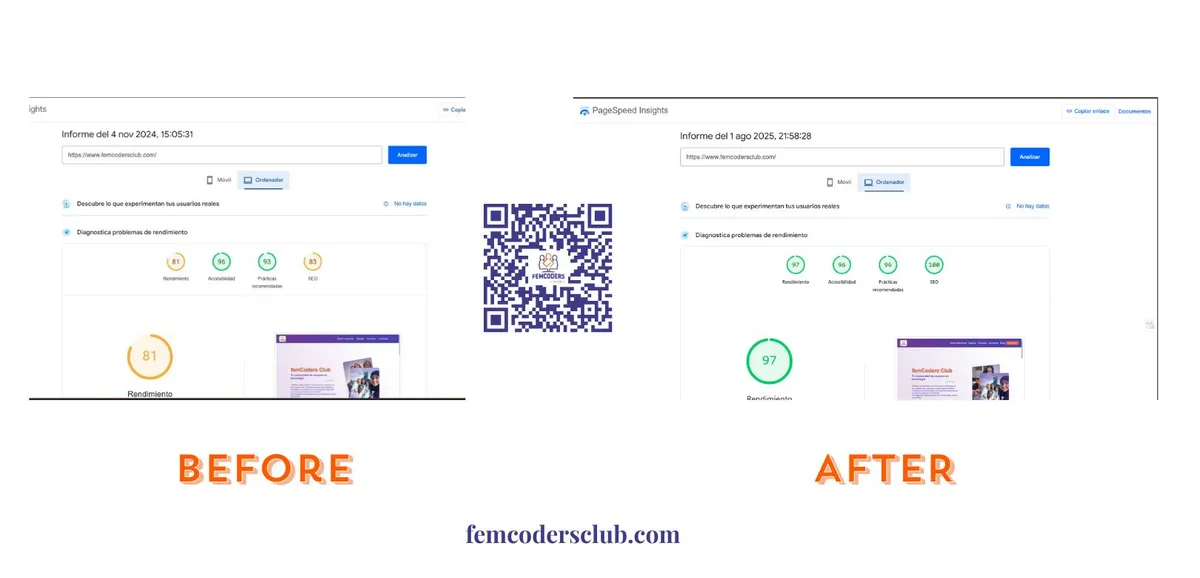 ights
Copia
Informe del 4 nov 2024, 15:05:31
https://www.femcodersclub.com/
Analizar
Móvil
Ordenador
Descubre lo que experimentan tus usuarios reales
No hay datos
Diagnostica problemas de rendimiento
81
96
93
83
Rendimiento
Accesibilidad
Prácticas
recomendadas
SEO
81
Rendimiento
femCoders Club
FEMCODERS
PageSpeed Insights
Copiar enlace
Documentos
Informe del 1 ago 2025, 21:58:28
https://www.femcodersclub.com/
Analizar
Móvil
Ordenador
Descubre lo que experimentan tus usuarios reales
No hay datos
Diagnostica problemas de rendimiento
97
96
96
100
Rendimiento
Accesibilidad
Prácticas
recomendadas
SEO
97
Rendimiento
femCoders Club
BEFORE
AFTER
femcodersclub.com